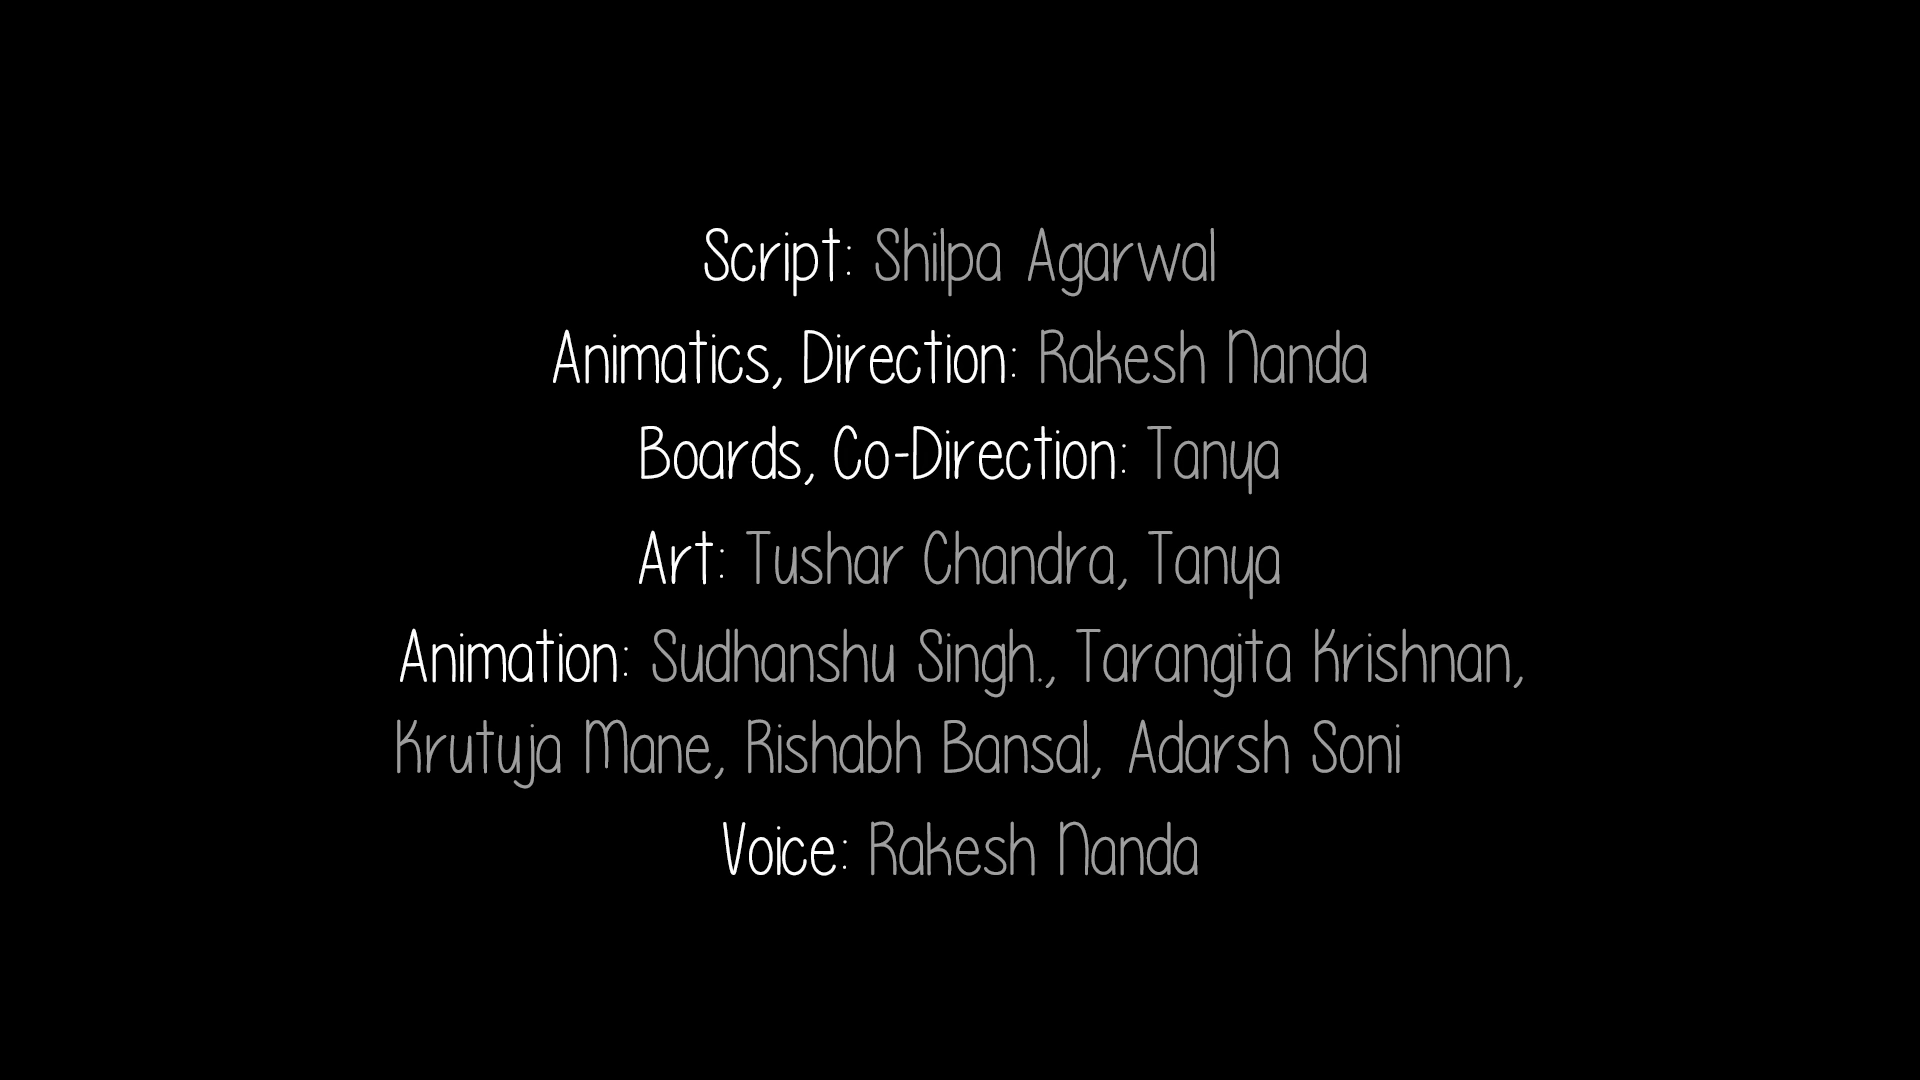 Script: Shilpa Agarwal
Animatics, Direction: Rakesh Nanda
Boards, Co-Direction: Tanya
Art: Tushar Chandra, Tanya
Animation: Sudhanshu Singh., Tarangita Krishnan,
Krutuja Mane, Rishabh Bansal, Adarsh Soni
Voice: Rakesh Nanda